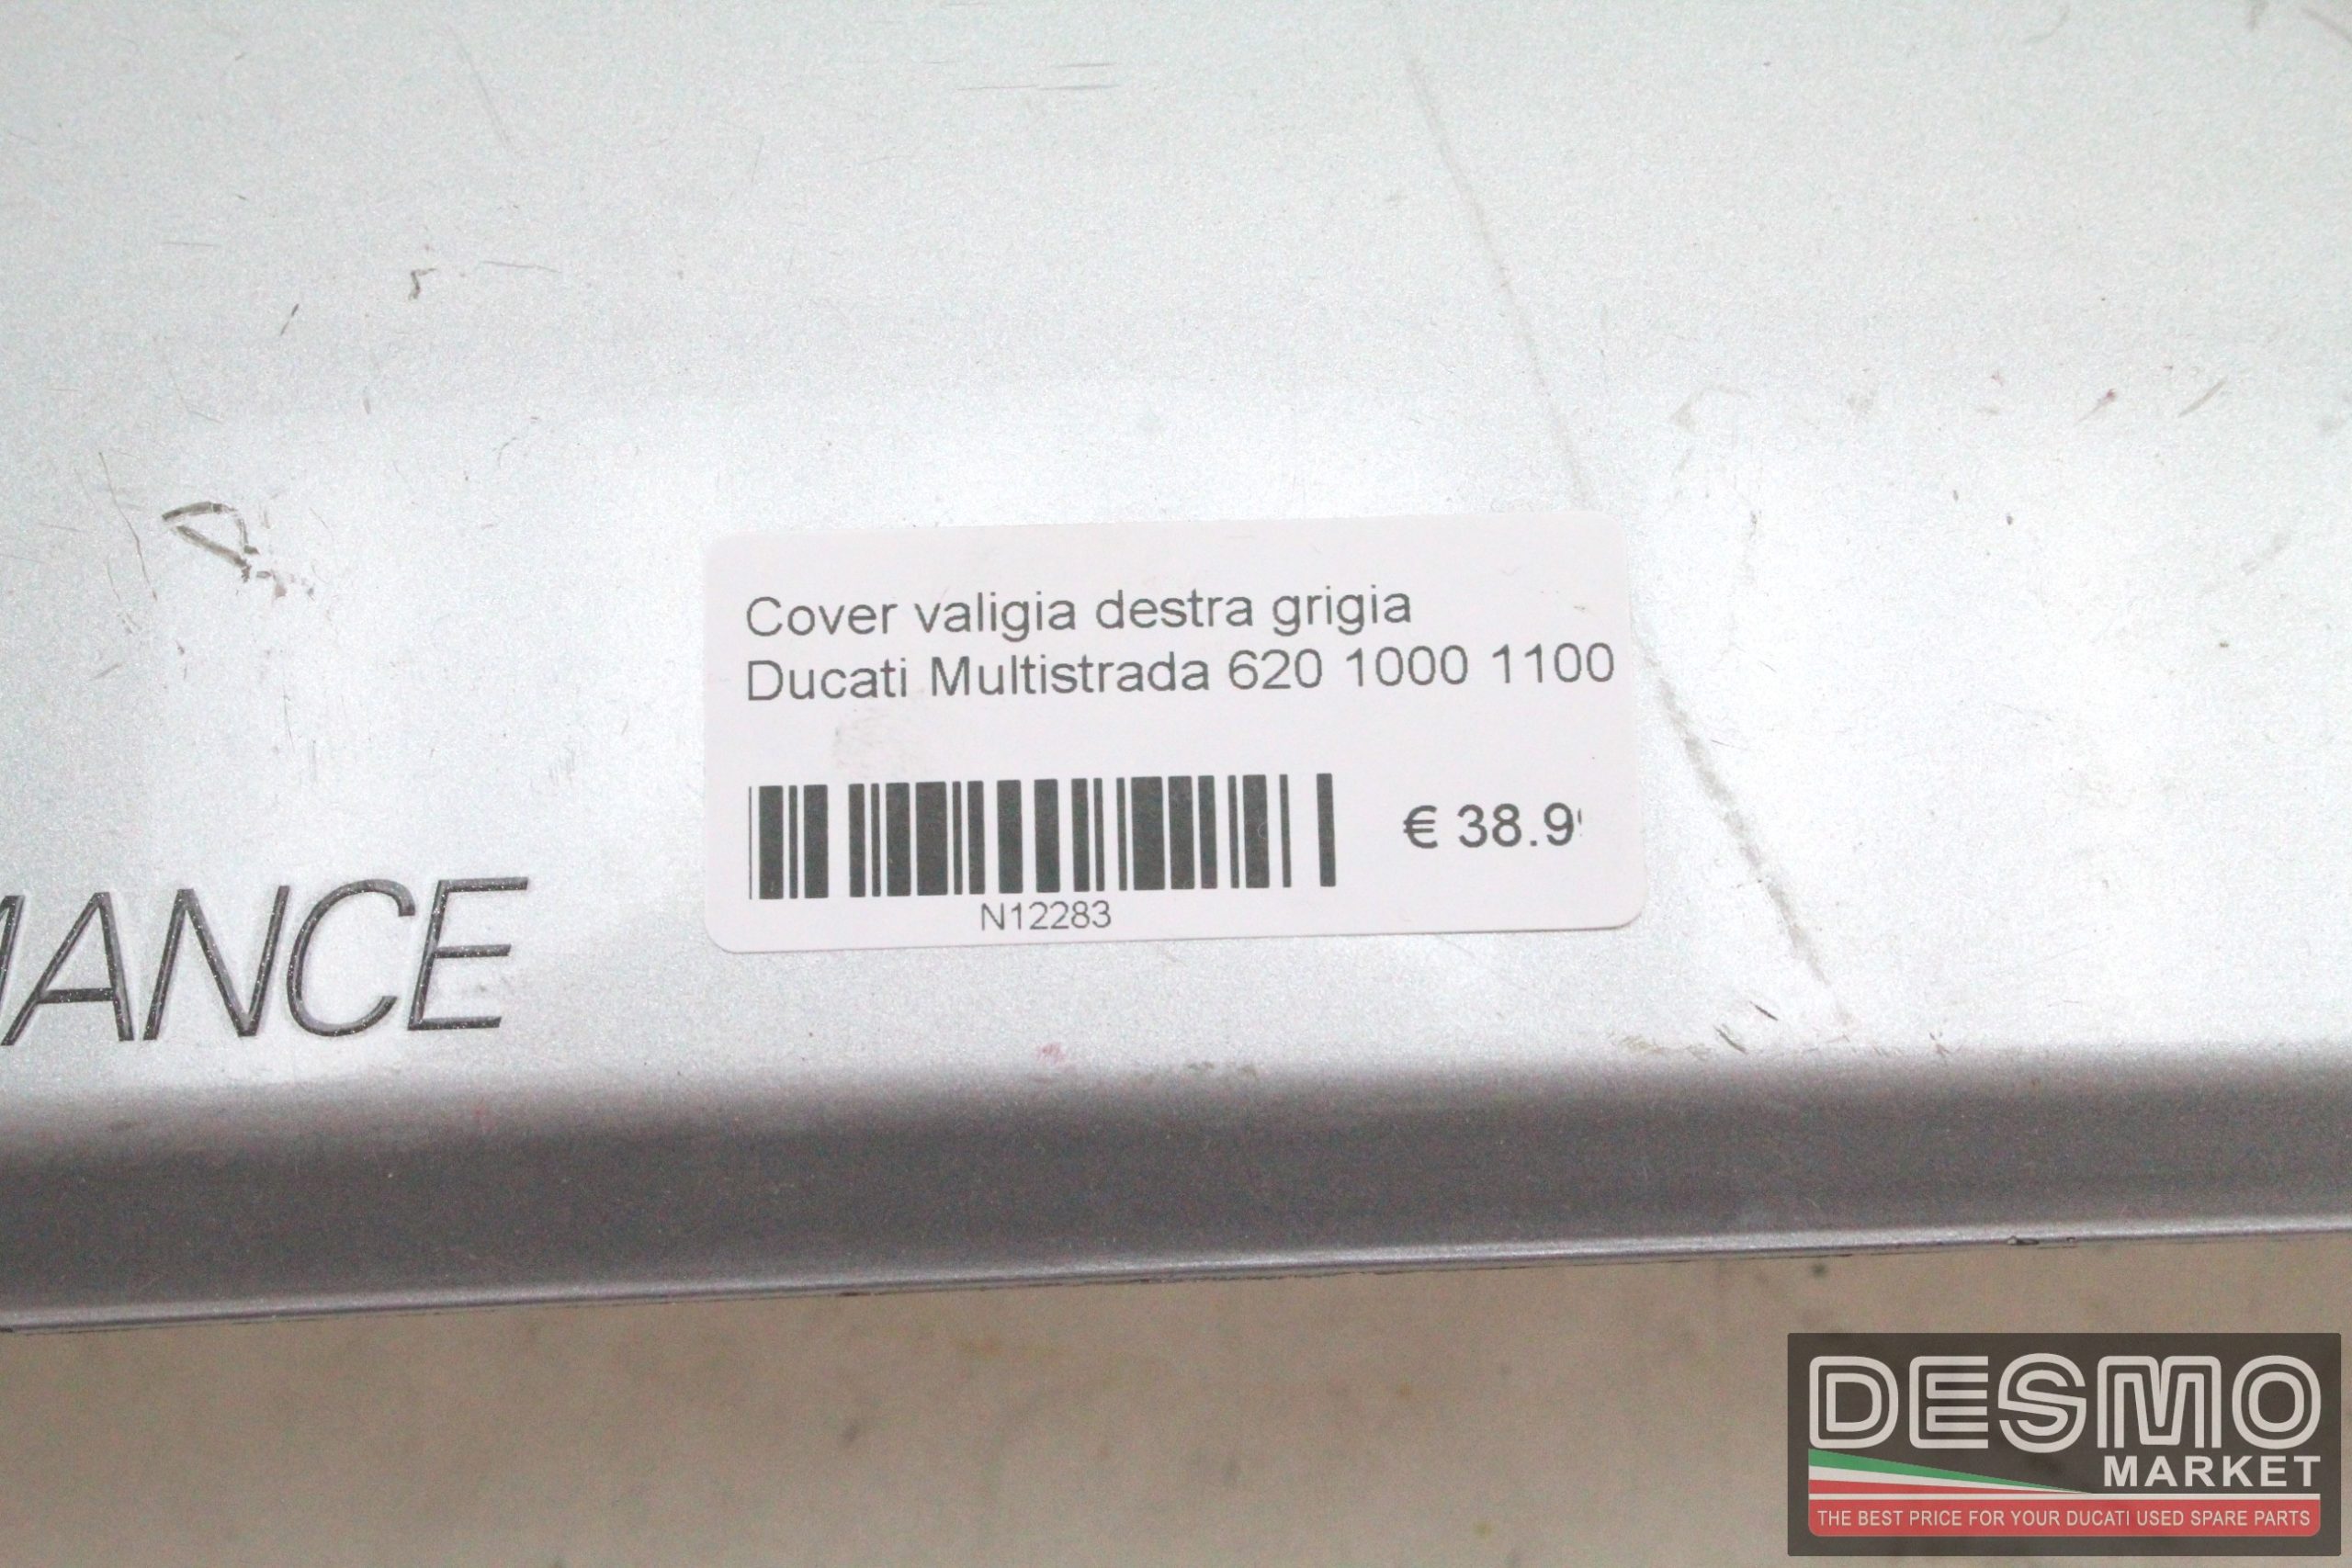 Cover valigia destra grigia
Ducati Multistrada 620 1000 1100
€ 38.9
N12283
MANCE
DESMO
MARKET
THE BEST PRICE FOR YOUR DUCATI USED SPARE PARTS